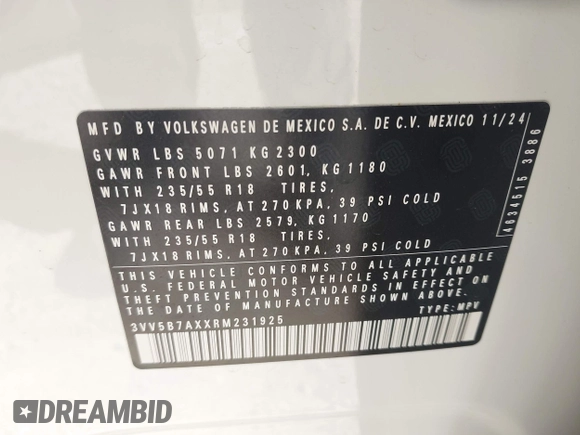 MFD BY VOLKSWAGEN DE MEXICO S.A. DE C.V. MEXICO 11/24
GVWR LBS 5071 KG 2300
GAWR FRONT LBS 2601, KG 1180
WITH 235/55 R18 TIRES,
7JX18 RIMS, AT 270 KPA, 39 PSI COLD
GAWR REAR LBS 2579, KG 1170
WITH 235/55 R18 TIRES,
7JX18 RIMS, AT 270 KPA, 39 PSI COLD
THIS VEHICLE CONFORMS TO ALL APPLICABLE
U.S. FEDERAL MOTOR VEHICLE SAFETY AND
THEFT PREVENTION STANDARDS IN EFFECT ON
THE DATE OF MANUFACTURE SHOWN ABOVE.
3VV5B7AXXRM231925 TYPE: MPV
4634515 3886
DREAMBID